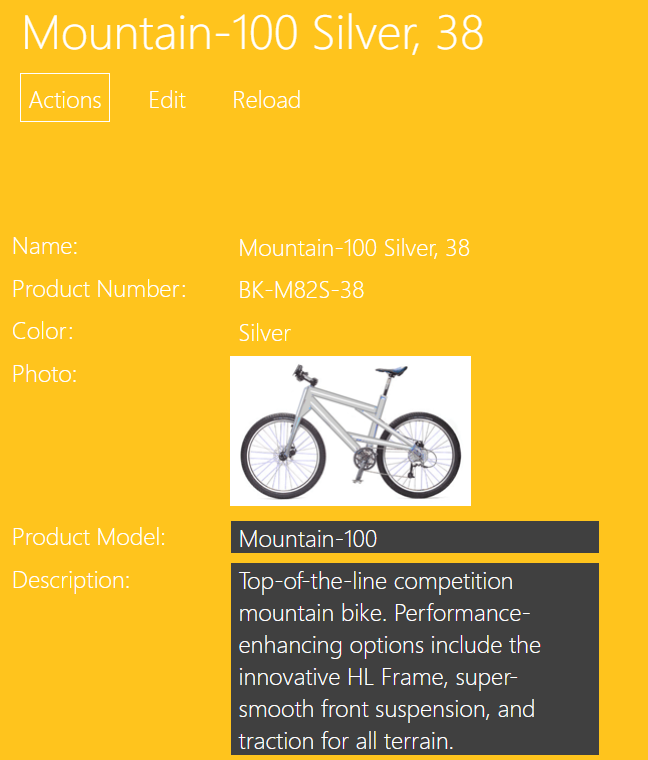 Mountain-100 Silver, 38
Actions Edit Reload
Name: Mountain-100 Silver, 38
Product Number: BK-M82S-38
Color: Silver
Photo:
Product Model: Mountain-100
Description: Top-of-the-line competition
mountain bike. Performance-
enhancing options include the
innovative HL Frame, super-
smooth front suspension, and
traction for all terrain.